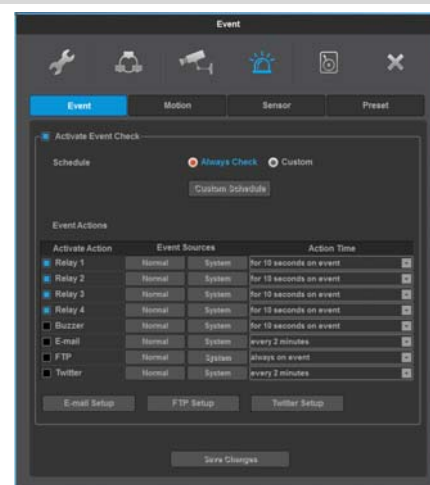 Event
Event Motion Sensor Preset
Activate Event Check
Schedule Always Check Custom
Custom Schedule
Event Actions
Activate Action Event Sources Action Time
Relay 1 Normal System for 10 seconds on event
Relay 2 Normal System for 10 seconds on event
Relay 3 Normal System for 10 seconds on event
Relay 4 Normal System for 10 seconds on event
Buzzer Normal System for 10 seconds on event
E-mail Normal System every 2 minutes
FTP Normal System always on event
Twitter Normal System every 2 minutes
E-mail Setup FTP Setup Twitter Setup
Save Changes